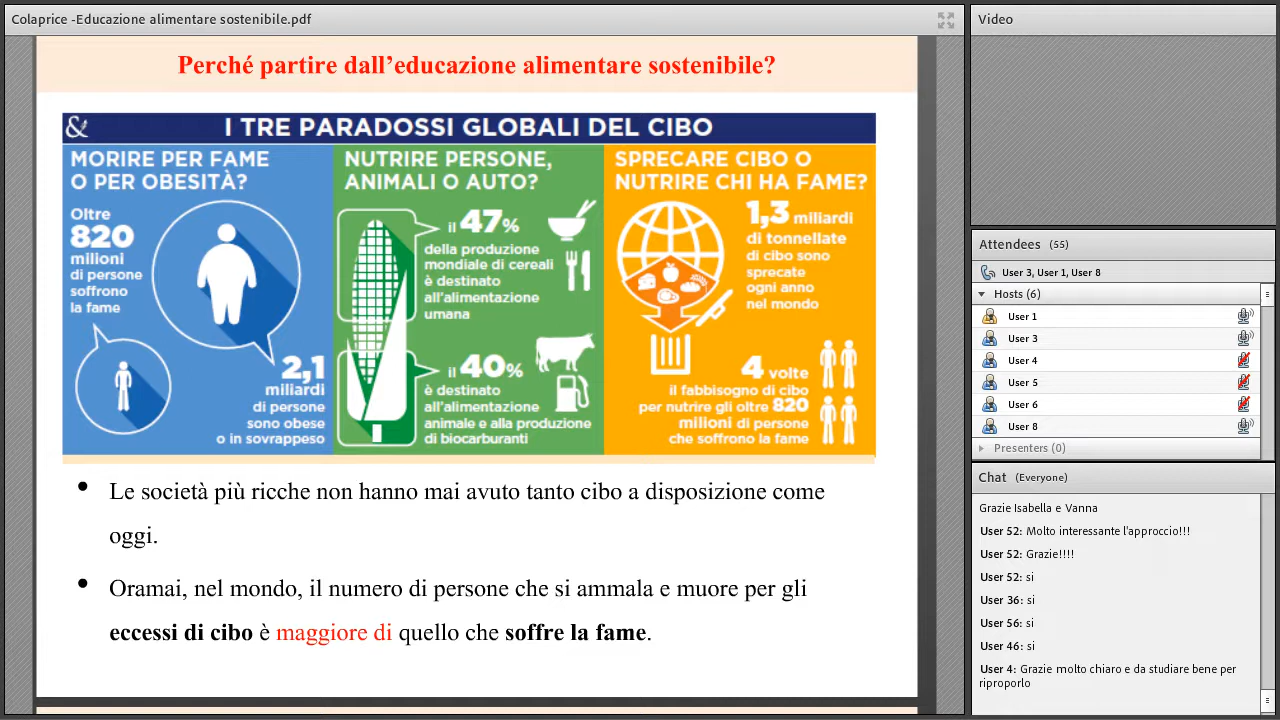 Colaprice -Educazione alimentare sostenibile.pdf
Perché partire dall'educazione alimentare sostenibile?
& I TRE PARADOSSI GLOBALI DEL CIBO
MORIRE PER FAME
O PER OBESITÀ?
Oltre
820
milioni
di persone
soffrono
la fame
2,1
miliardi
di persone
sono obese
o in sovrappeso
NUTRIRE PERSONE,
ANIMALI O AUTO?
il 47%
della produzione
mondiale di cereali
è destinato
all'alimentazione
umana
il 40%
è destinato
all'alimentazione
animale e alla produzione
di biocarburanti
SPRECARE CIBO O
NUTRIRE CHI HA FAME?
1,3 miliardi
di tonnellate
di cibo sono
sprecate
ogni anno
nel mondo
4 volte
il fabbisogno di cibo
per nutrire gli oltre 820
milioni di persone
che soffrono la fame
• Le società più ricche non hanno mai avuto tanto cibo a disposizione come
oggi.
• Oramai, nel mondo, il numero di persone che si ammala e muore per gli
eccessi di cibo è maggiore di quello che soffre la fame.
Video
Attendees (55)
User 3, User 1, User 8
Hosts (6)
User 1
User 3
User 4
User 5
User 6
User 8
Presenters (0)
Chat (Everyone)
Grazie Isabella e Vanna
User 52: Molto interessante l'approccio!!!
User 52: Grazie!!!!
User 52: si
User 36: si
User 56: si
User 46: si
User 4: Grazie molto chiaro e da studiare bene per
riproporlo